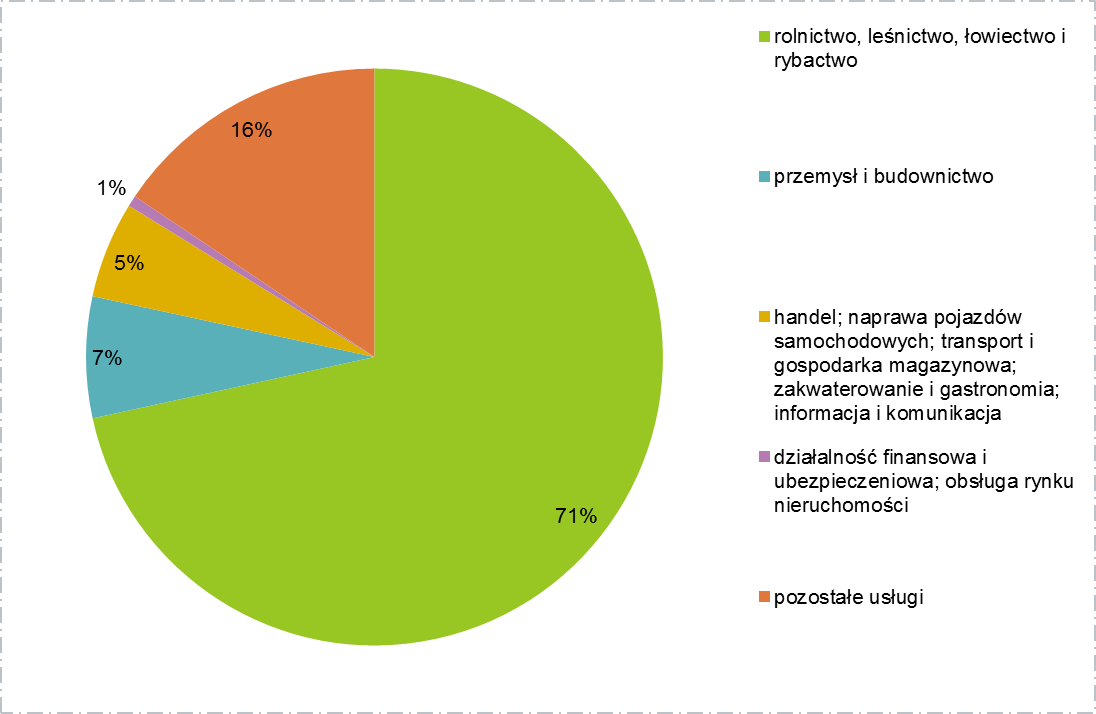 16%
1%
5%
7%
71%
rolnictwo, leśnictwo, łowiectwo i
rybactwo
przemysł i budownictwo
handel; naprawa pojazdów
samochodowych; transport i
gospodarka magazynowa;
zakwaterowanie i gastronomia;
informacja i komunikacja
działalność finansowa i
ubezpieczeniowa; obsługa rynku
nieruchomości
pozostałe usługi